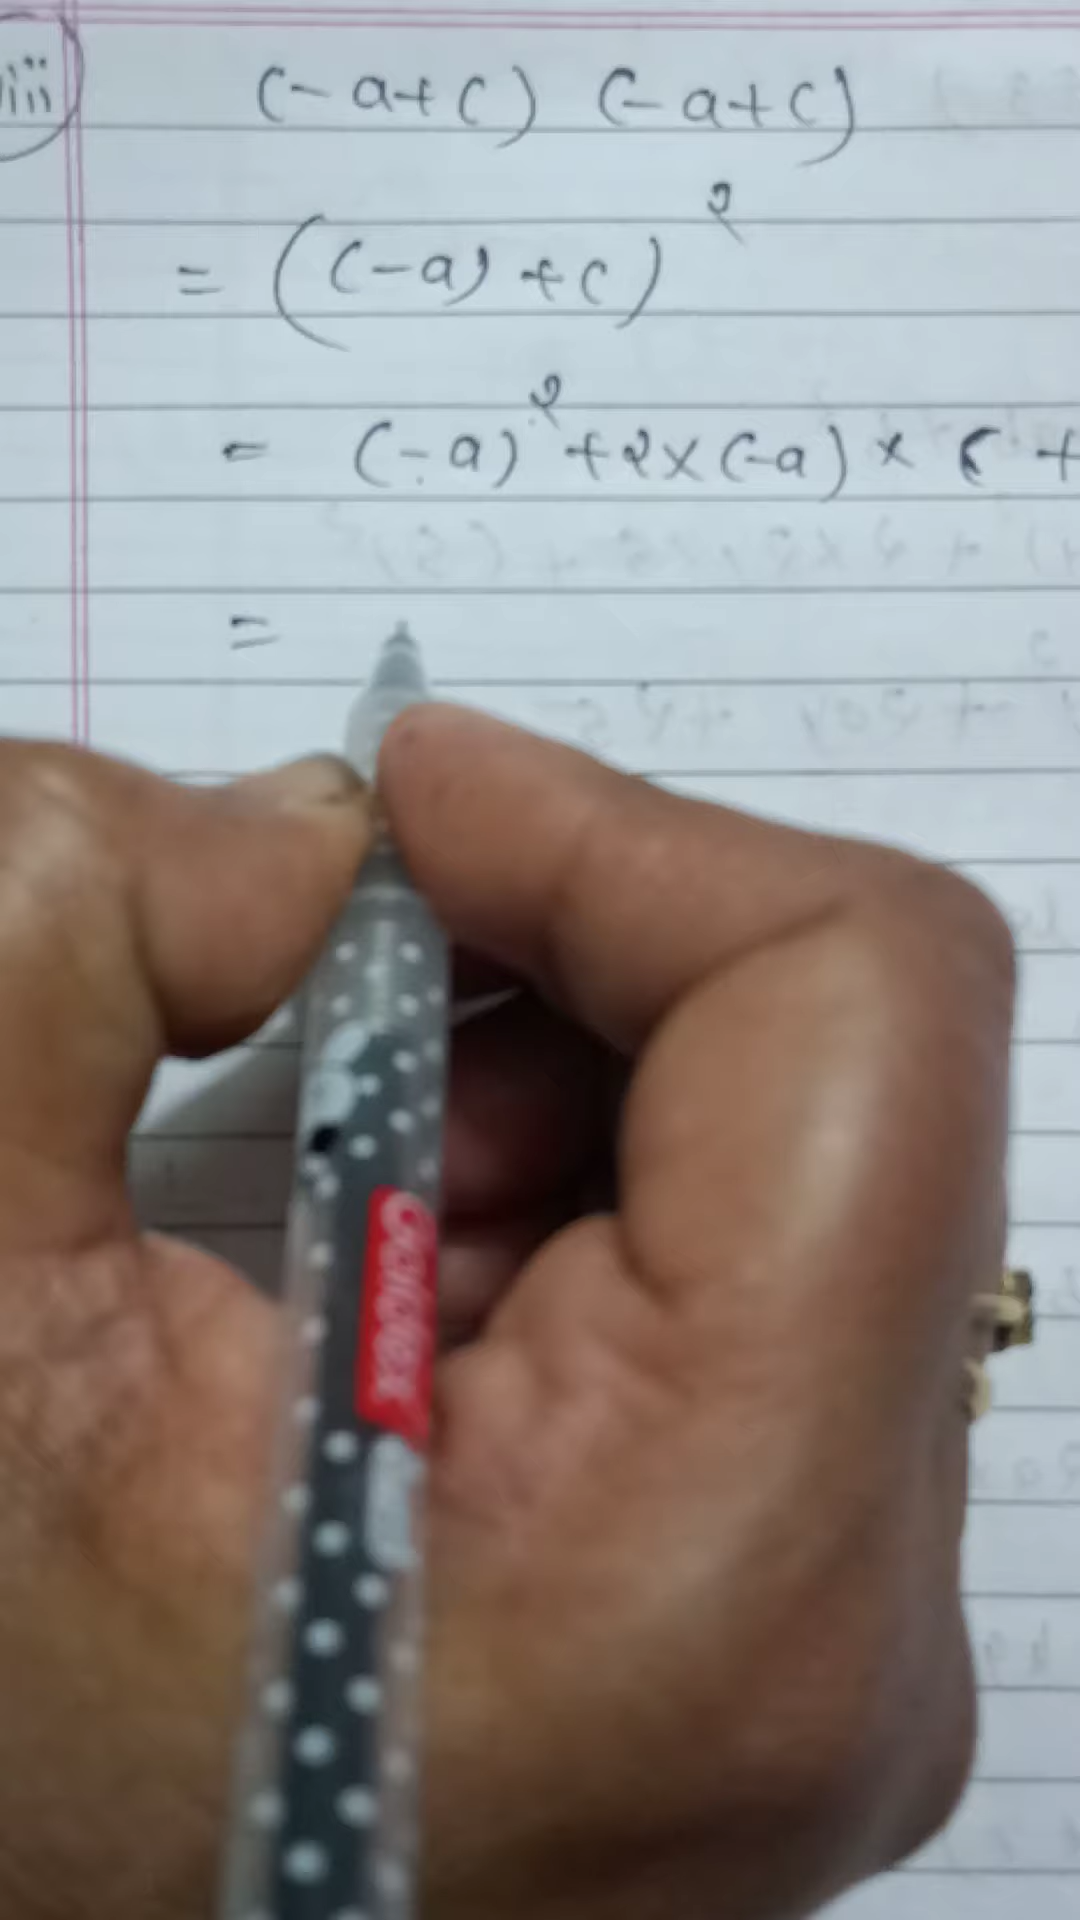 iii) (-a+c) (-a+c)
= ((-a)+c)²
= (-a)²+2×(-a)× c +
=